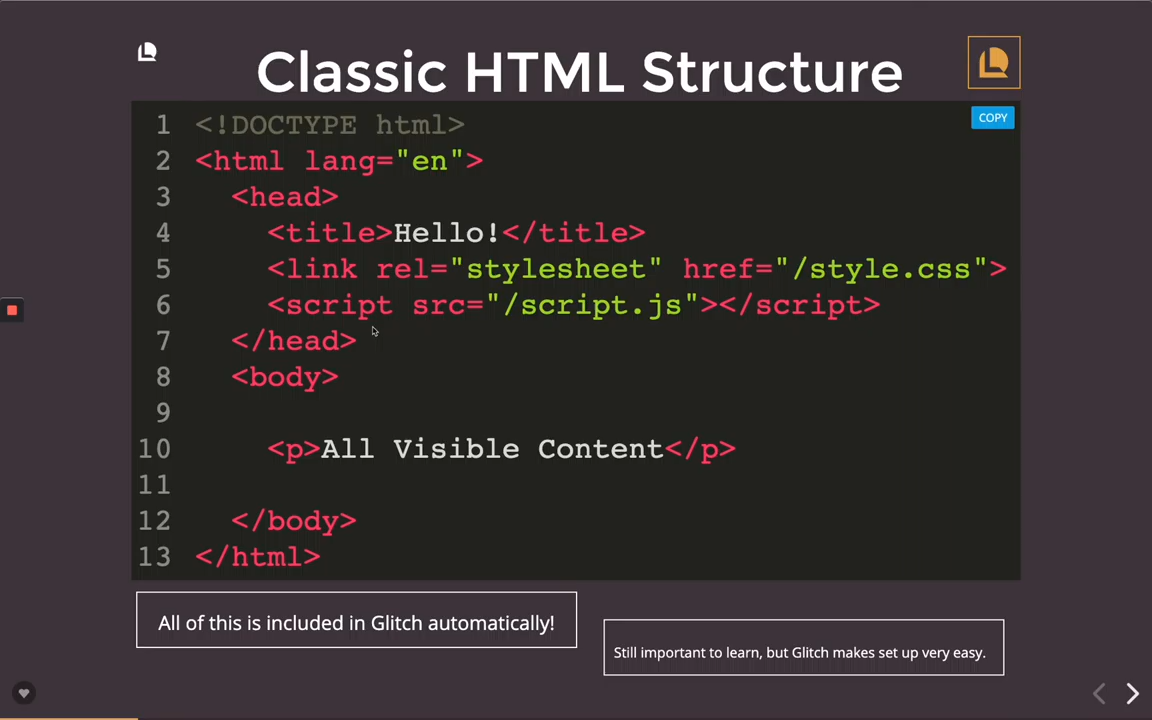 Classic HTML Structure
COPY
1 <!DOCTYPE html>
2 <html lang="en">
3   <head>
4     <title>Hello!</title>
5     <link rel="stylesheet" href="/style.css">
6     <script src="/script.js"></script>
7   </head>
8   <body>
9
10     <p>All Visible Content</p>
11
12   </body>
13 </html>
All of this is included in Glitch automatically!
Still important to learn, but Glitch makes set up very easy.